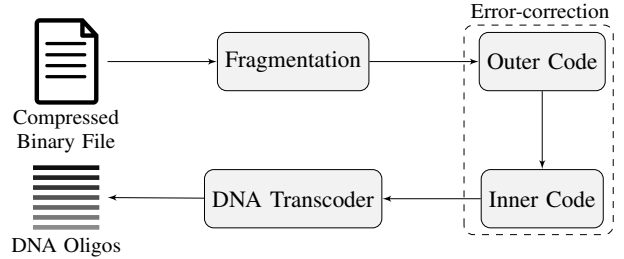 Error-correction
Fragmentation
Outer Code
Compressed
Binary File
DNA Transcoder
Inner Code
DNA Oligos